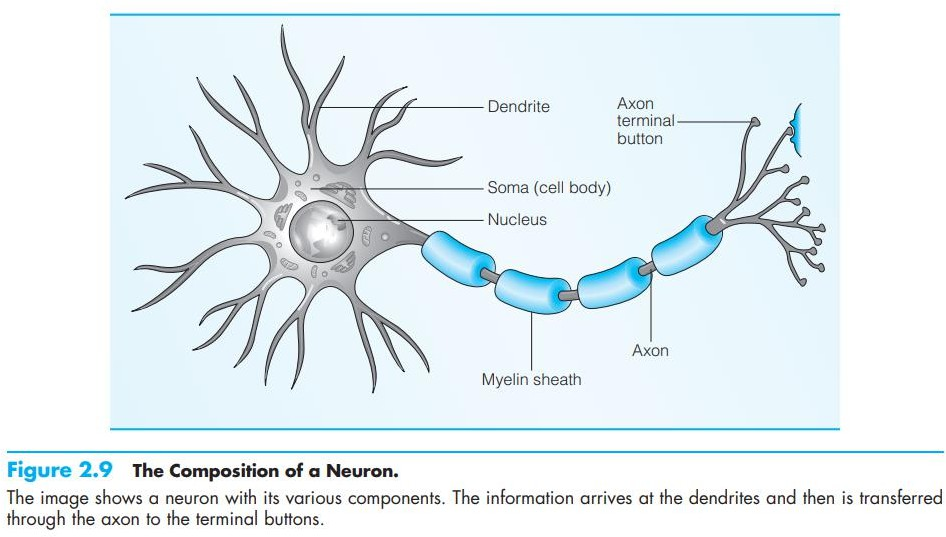 Dendrite
Axon
terminal
button
Soma (cell body)
Nucleus
Axon
Myelin sheath
Figure 2.9 The Composition of a Neuron.
The image shows a neuron with its various components. The information arrives at the dendrites and then is transferred
through the axon to the terminal buttons.